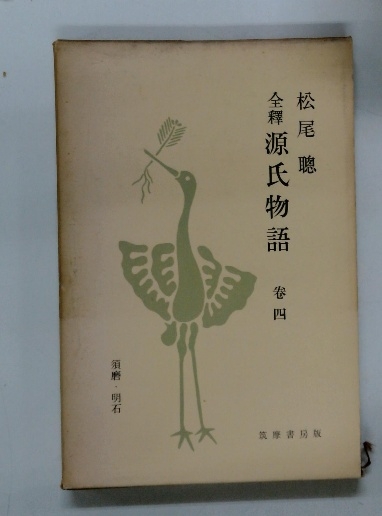 松尾聰
全釋 源氏物語 卷四
須磨・明石
筑摩書房版